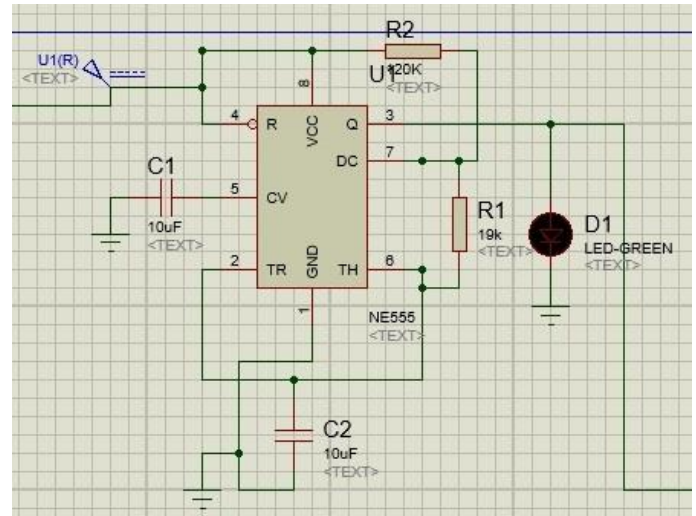 R2
U1(R)
<TEXT>
U1
20K
<TEXT>
8
4
R
VCC
Q
3
DC
7
C1
10uF
<TEXT>
5
CV
R1
19k
<TEXT>
D1
LED-GREEN
<TEXT>
2
TR
GND
TH
6
1
NE555
<TEXT>
C2
10uF
<TEXT>